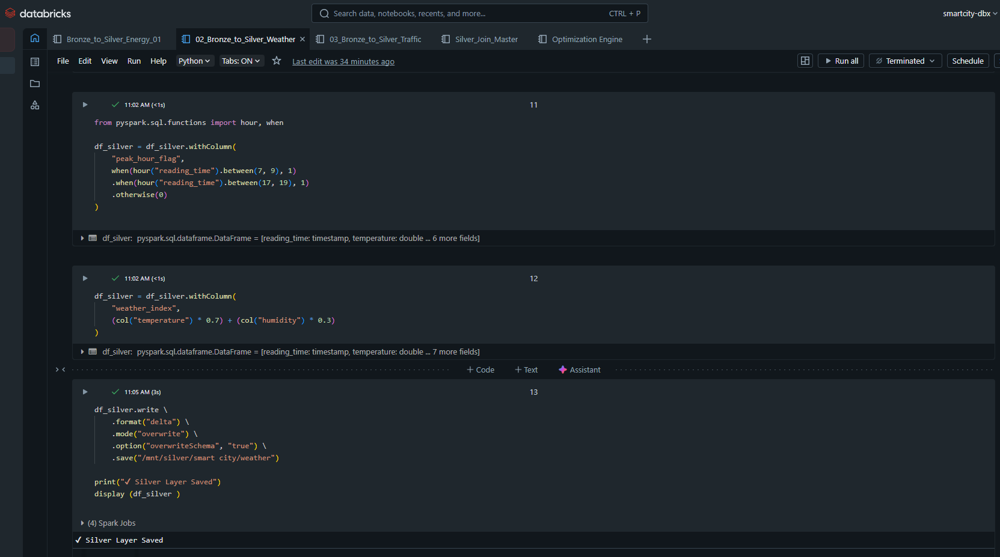 databricks
Search data, notebooks, recents, and more...
CTRL + P
smartcity-dbx
Bronze_to_Silver_Energy_01
02_Bronze_to_Silver_Weather
03_Bronze_to_Silver_Traffic
Silver_Join_Master
Optimization Engine
File Edit View Run Help Python Tabs: ON Last edit was 34 minutes ago
Run all
Terminated
Schedule
11:02 AM (<1s)
11
from pyspark.sql.functions import hour, when
df_silver = df_silver.withColumn(
"peak_hour_flag",
when(hour("reading_time").between(7, 9), 1)
.when(hour("reading_time").between(17, 19), 1)
.otherwise(0)
)
df_silver: pyspark.sql.dataframe.DataFrame = [reading_time: timestamp, temperature: double ... 6 more fields]
11:02 AM (<1s)
12
df_silver = df_silver.withColumn(
"weather_index",
(col("temperature") * 0.7) + (col("humidity") * 0.3)
)
df_silver: pyspark.sql.dataframe.DataFrame = [reading_time: timestamp, temperature: double ... 7 more fields]
+ Code + Text Assistant
11:05 AM (3s)
13
df_silver.write \
.format("delta") \
.mode("overwrite") \
.option("overwriteSchema", "true") \
.save("/mnt/silver/smart city/weather")
print("✔ Silver Layer Saved")
display (df_silver )
(4) Spark Jobs
✔ Silver Layer Saved